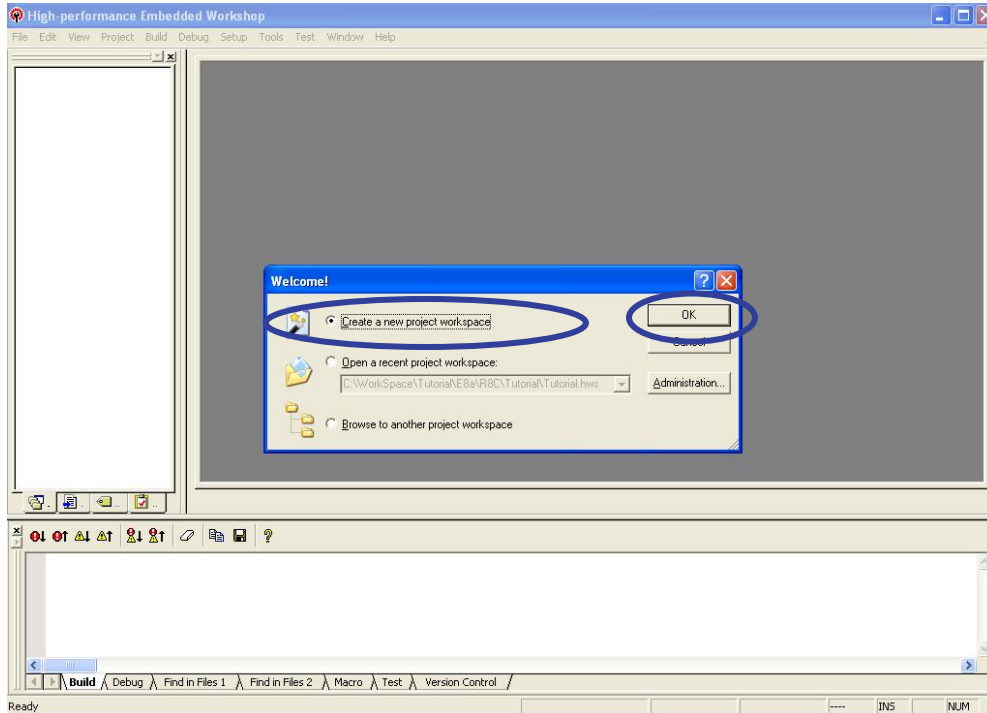 High-performance Embedded Workshop
File Edit View Project Build Debug Setup Tools Test Window Help
Welcome!
Create a new project workspace
OK
Cancel
Open a recent project workspace:
C:\WorkSpace\Tutorial\E8a\R8C\Tutorial\Tutorial.hws
Administration...
Browse to another project workspace
Build Debug Find in Files 1 Find in Files 2 Macro Test Version Control
Ready
---- INS NUM